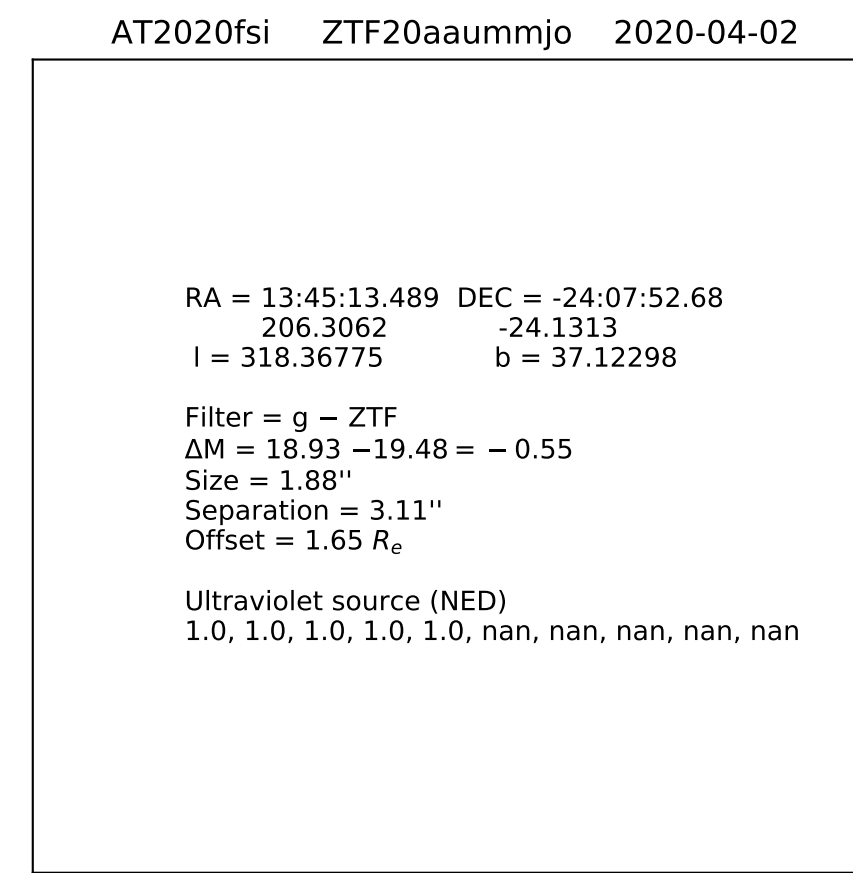 AT2020fsi ZTF20aaummjo 2020-04-02
RA = 13:45:13.489 DEC = -24:07:52.68
206.3062 -24.1313
l = 318.36775 b = 37.12298
Filter = g − ZTF
ΔM = 18.93 −19.48 = − 0.55
Size = 1.88''
Separation = 3.11''
Offset = 1.65 Rₑ
Ultraviolet source (NED)
1.0, 1.0, 1.0, 1.0, 1.0, nan, nan, nan, nan, nan